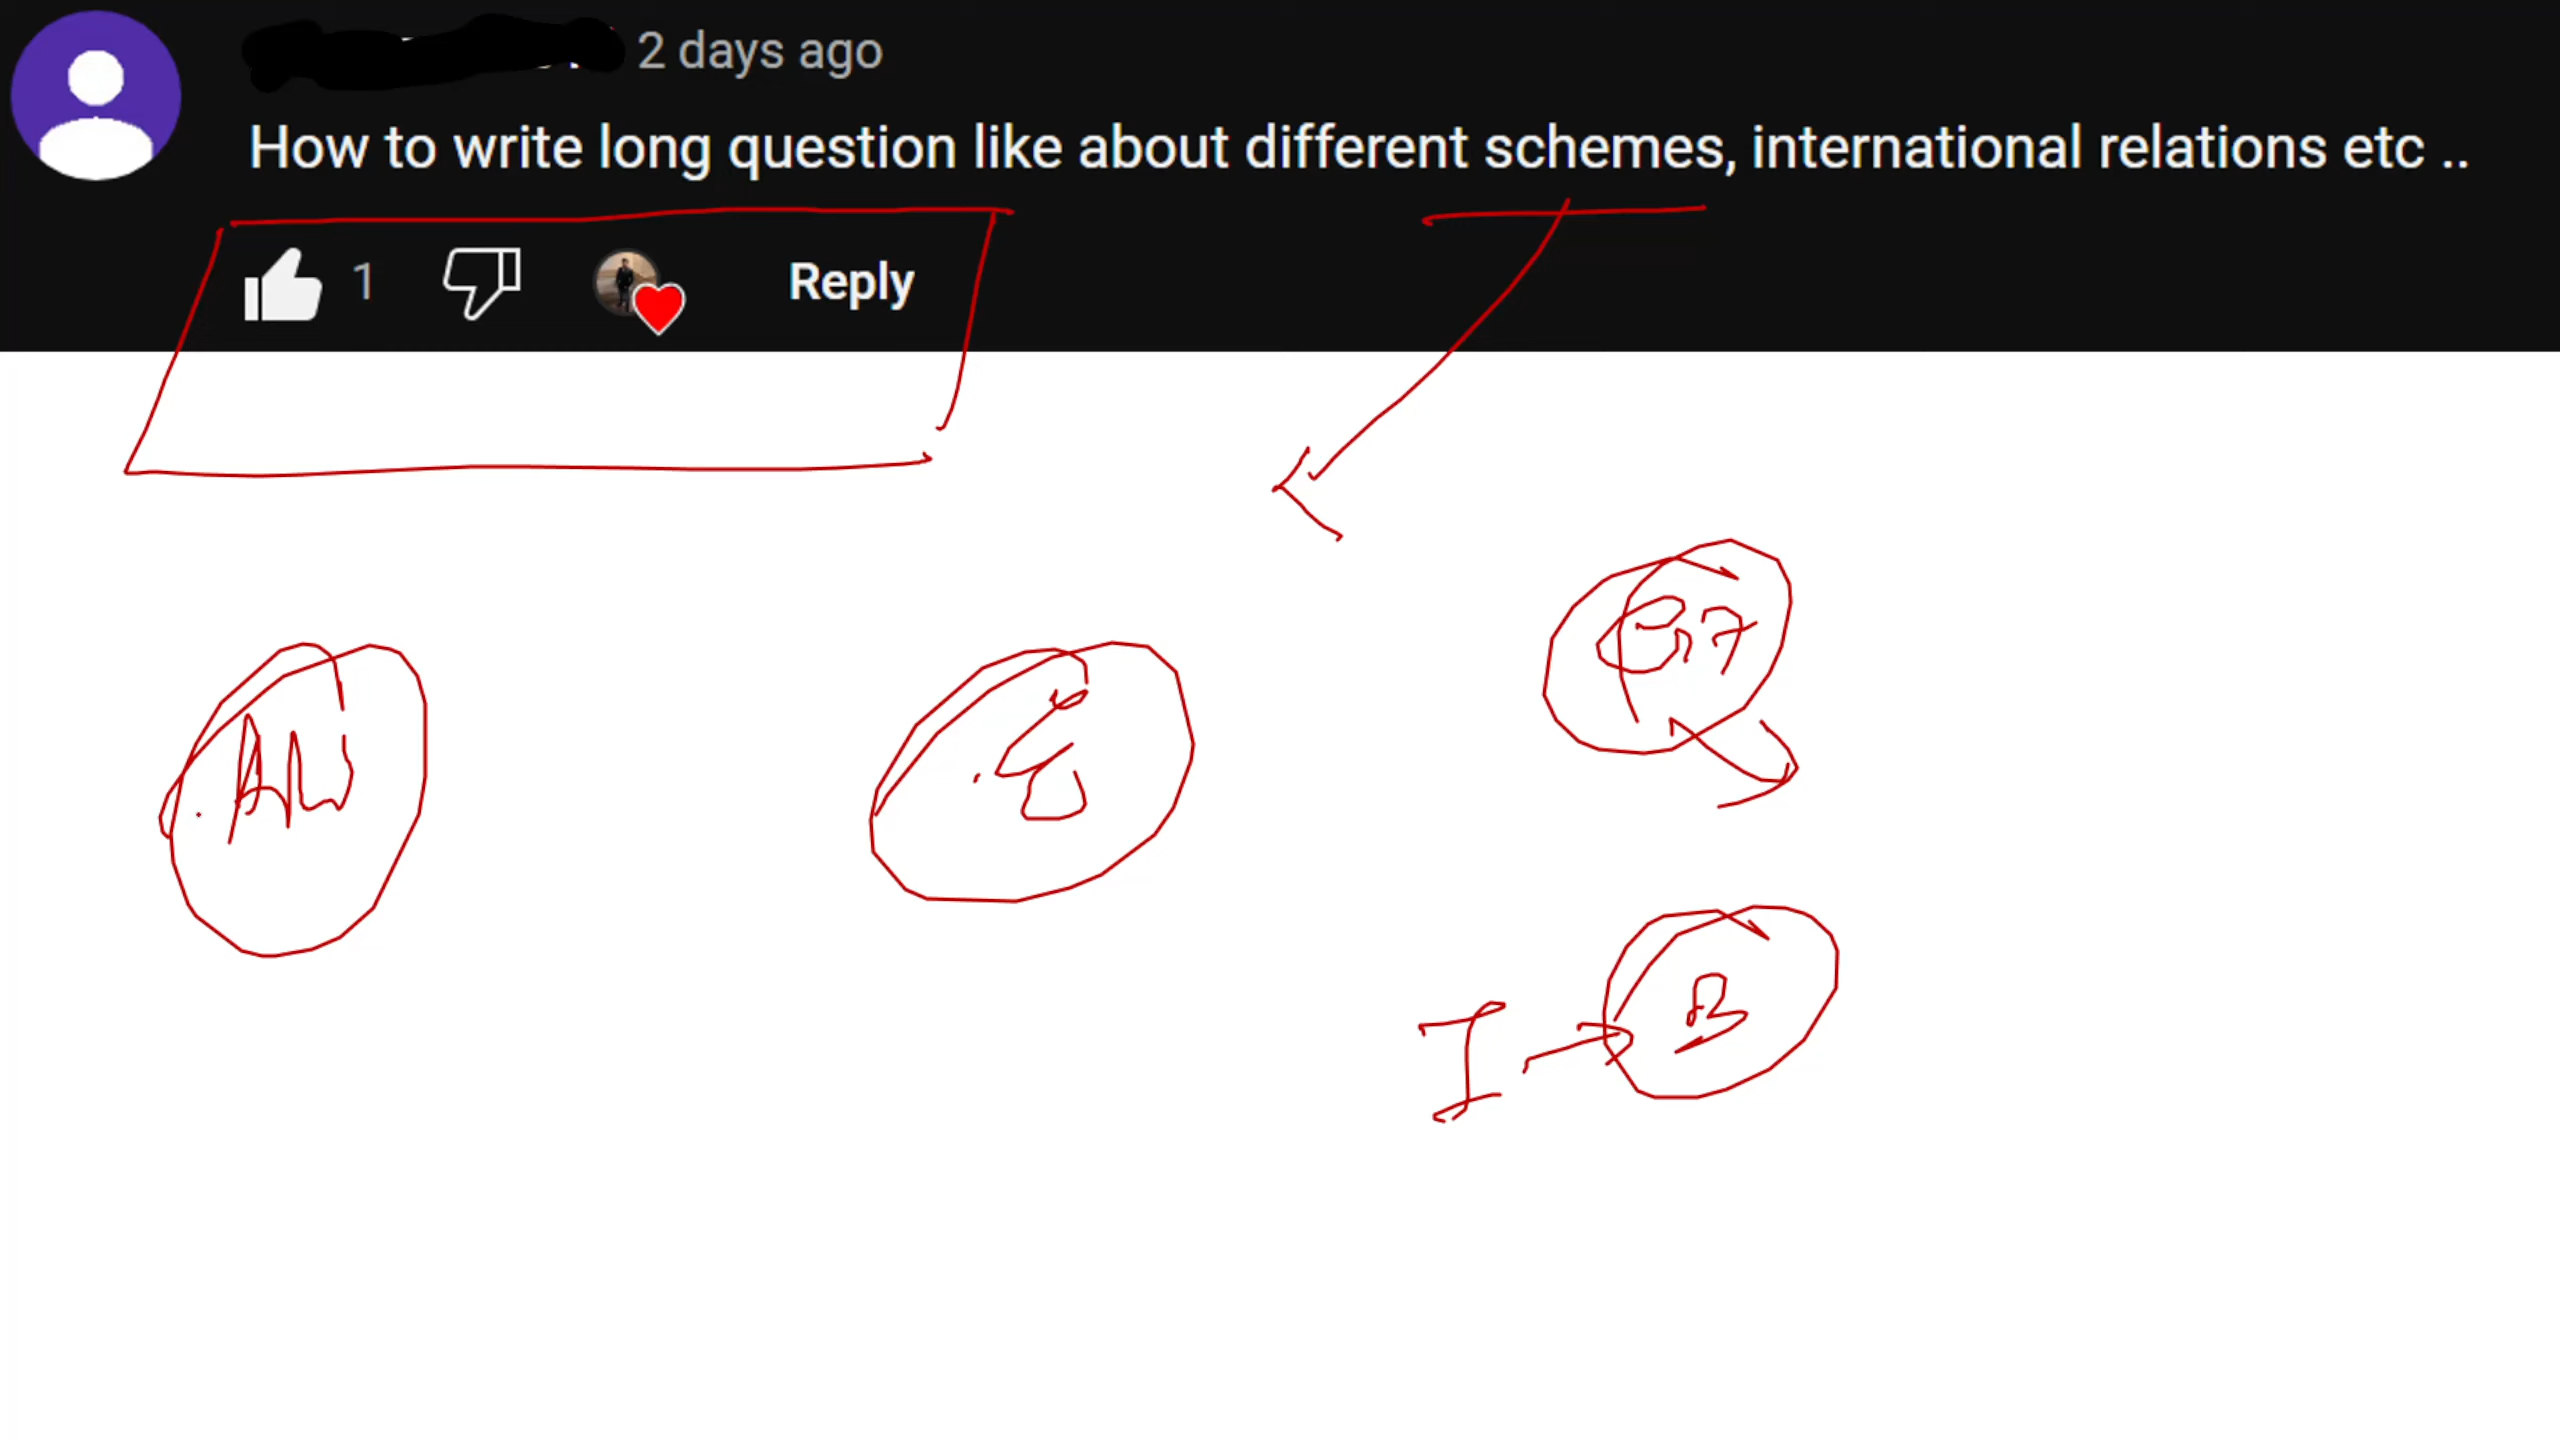 2 days ago
How to write long question like about different schemes, international relations etc ..
1
Reply
G7
I
B